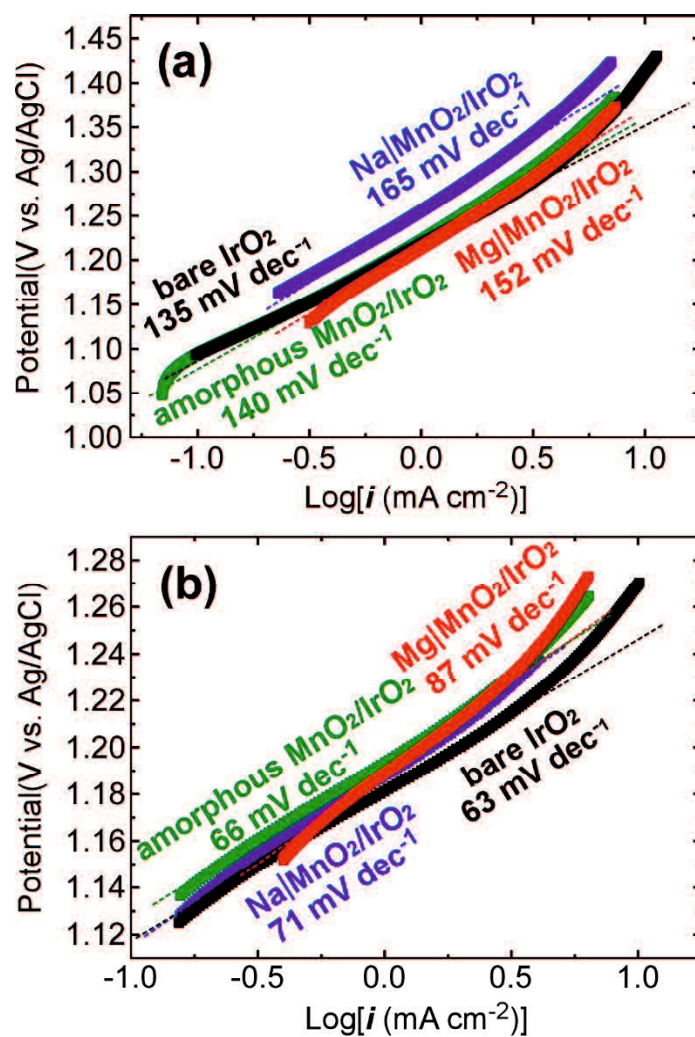 (a)
Potential(V vs. Ag/AgCl)
1.45
1.40
1.35
1.30
1.25
1.20
1.15
1.10
1.05
1.00
Na|MnO₂/IrO₂
165 mV dec⁻¹
bare IrO₂
135 mV dec⁻¹
Mg|MnO₂/IrO₂
152 mV dec⁻¹
amorphous MnO₂/IrO₂
140 mV dec⁻¹
-1.0 -0.5 0.0 0.5 1.0
Log[i (mA cm⁻²)]
(b)
Potential(V vs. Ag/AgCl)
1.28
1.26
1.24
1.22
1.20
1.18
1.16
1.14
1.12
Mg|MnO₂/IrO₂
87 mV dec⁻¹
amorphous MnO₂/IrO₂
66 mV dec⁻¹
bare IrO₂
63 mV dec⁻¹
Na|MnO₂/IrO₂
71 mV dec⁻¹
-1.0 -0.5 0.0 0.5 1.0
Log[i (mA cm⁻²)]